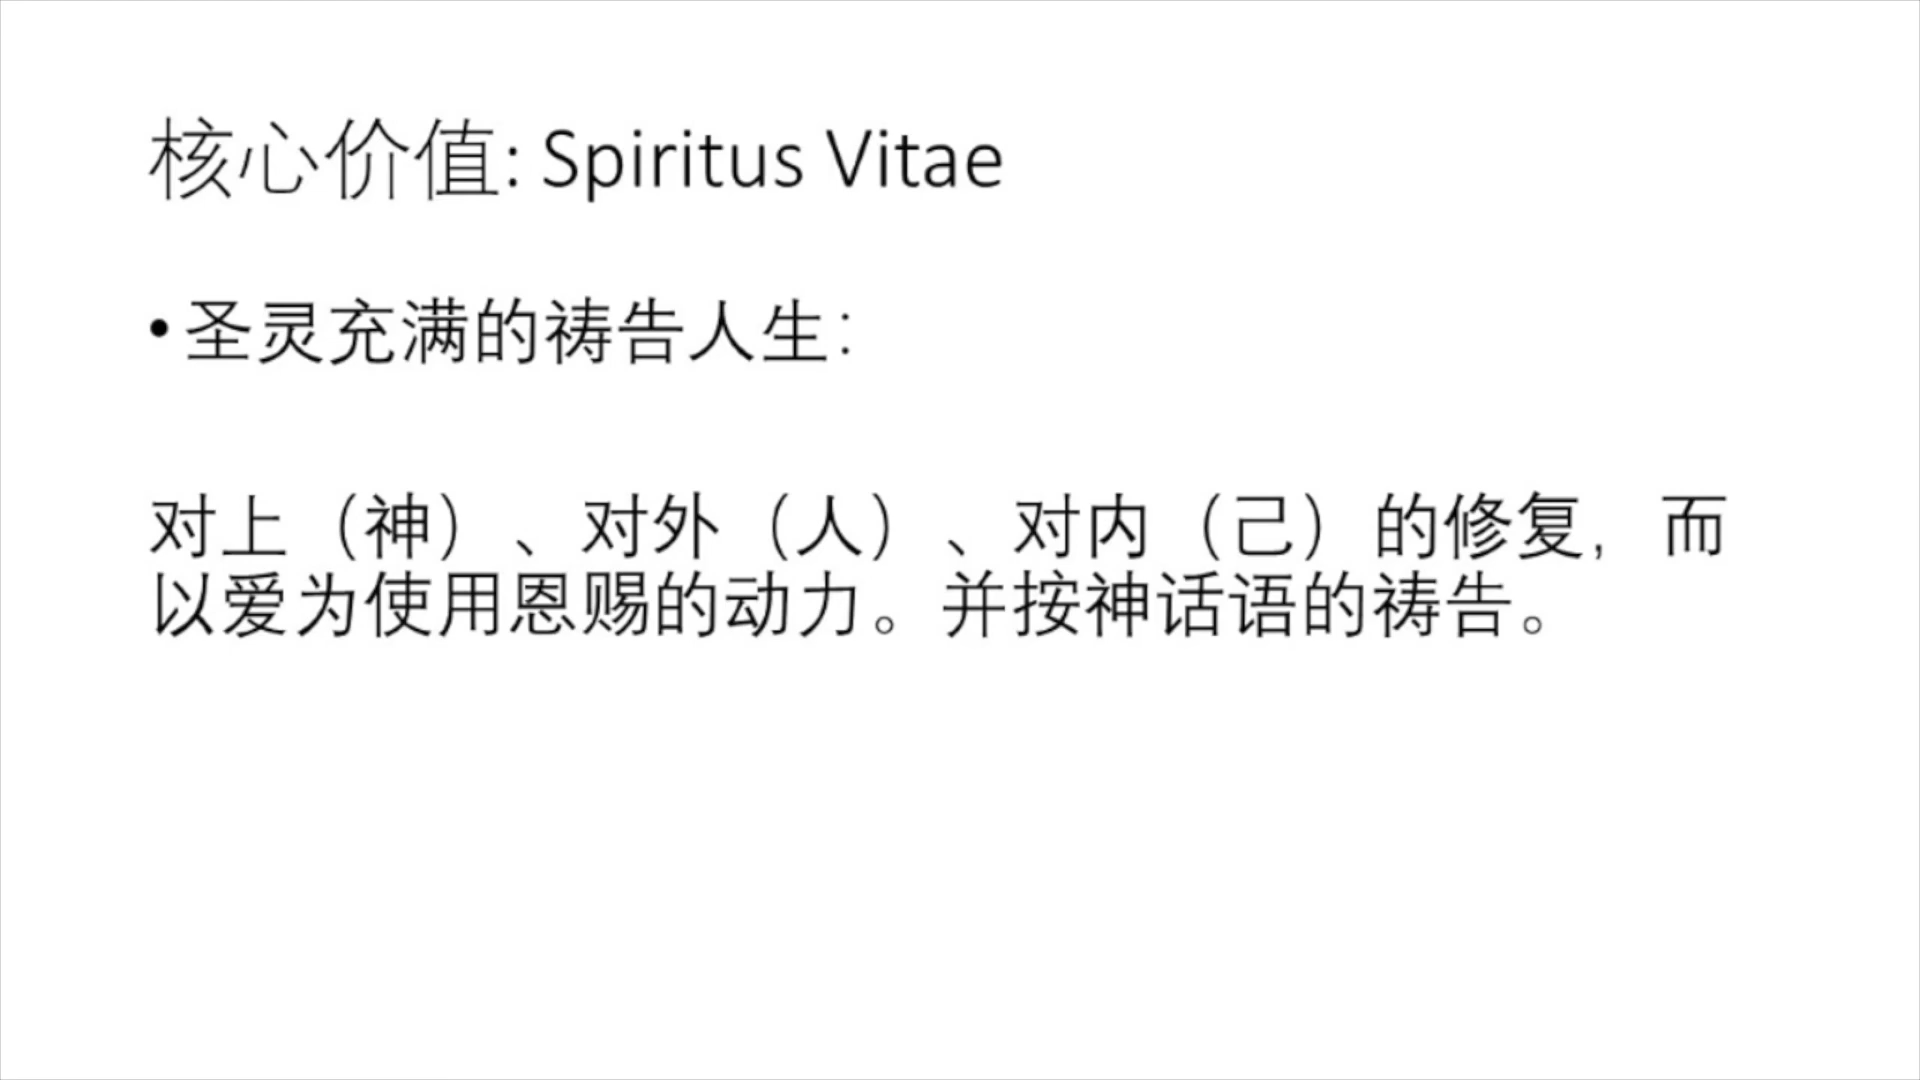 核心价值: Spiritus Vitae
•圣灵充满的祷告人生：
对上（神）、对外（人）、对内（己）的修复，而
以爱为使用恩赐的动力。并按神话语的祷告。